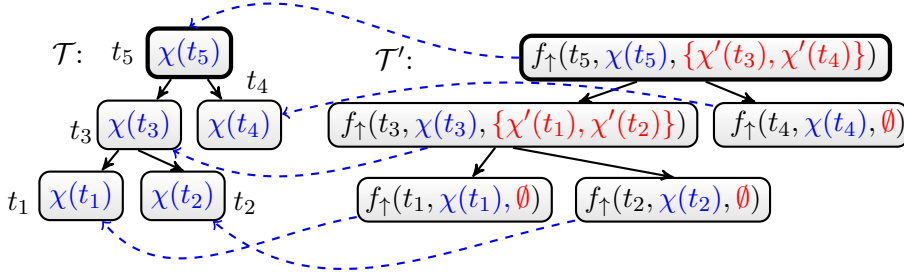 𝒯: t₅ χ(t₅) 𝒯′: f↑(t₅, χ(t₅), {χ′(t₃), χ′(t₄)})
t₄
t₃ χ(t₃) χ(t₄) f↑(t₃, χ(t₃), {χ′(t₁), χ′(t₂)}) f↑(t₄, χ(t₄), ∅)
t₁ χ(t₁) χ(t₂) t₂ f↑(t₁, χ(t₁), ∅) f↑(t₂, χ(t₂), ∅)